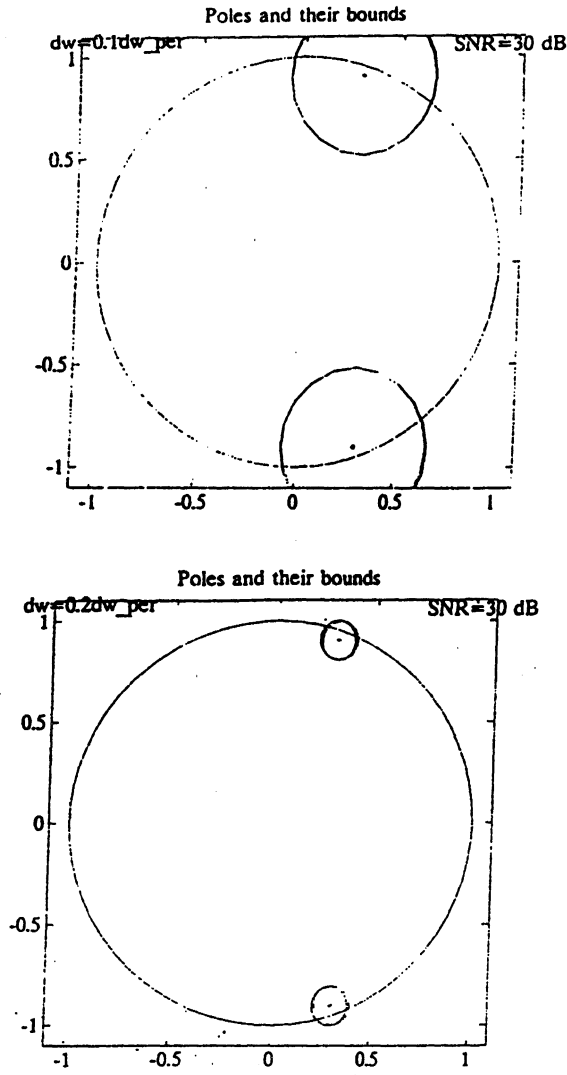 Poles and their bounds
dw=0.1dw_per SNR=30 dB
1
0.5
0
-0.5
-1
-1 -0.5 0 0.5 1
Poles and their bounds
dw=0.2dw_per SNR=30 dB
1
0.5
0
-0.5
-1
-1 -0.5 0 0.5 1